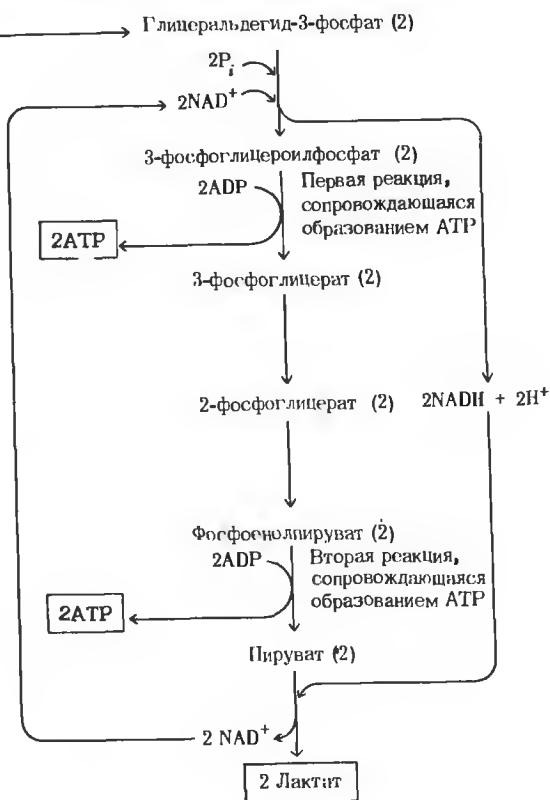 Глицеральдегид-3-фосфат (2)
2Pi
2NAD+
3-фосфоглицероилфосфат (2)
2ADP
Первая реакция,
сопровождающаяся
образованием ATP
2ATP
3-фосфоглицерат (2)
2-фосфоглицерат (2)
2NADH + 2H+
Фосфоенолпируват (2)
2ADP
Вторая реакция,
сопровождающаяся
образованием ATP
2ATP
Пируват (2)
2 NAD+
2 Лактат